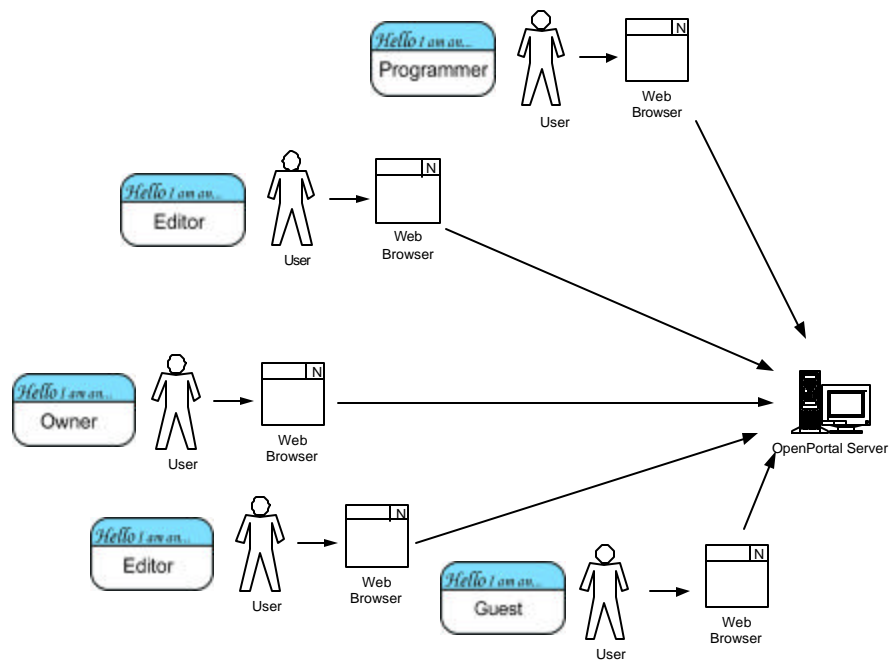 Hello I am an...
Programmer
N
User
Web
Browser
Hello I am an...
Editor
N
User
Web
Browser
Hello I am an...
Owner
N
User
Web
Browser
OpenPortal Server
Hello I am an...
Editor
N
User
Web
Browser
Hello I am an...
Guest
N
User
Web
Browser